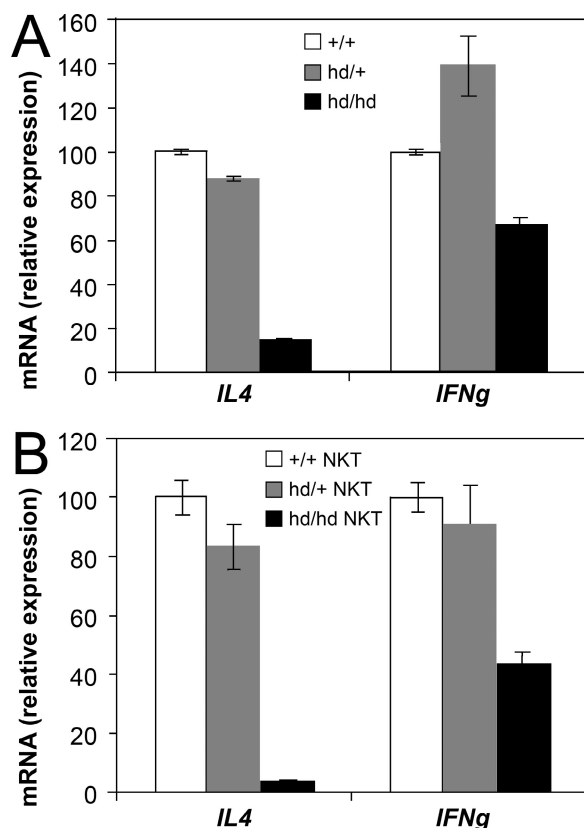 A
mRNA (relative expression)
160
140
120
100
80
60
40
20
0
+/+
hd/+
hd/hd
IL4
IFNg
B
mRNA (relative expression)
120
100
80
60
40
20
0
+/+ NKT
hd/+ NKT
hd/hd NKT
IL4
IFNg